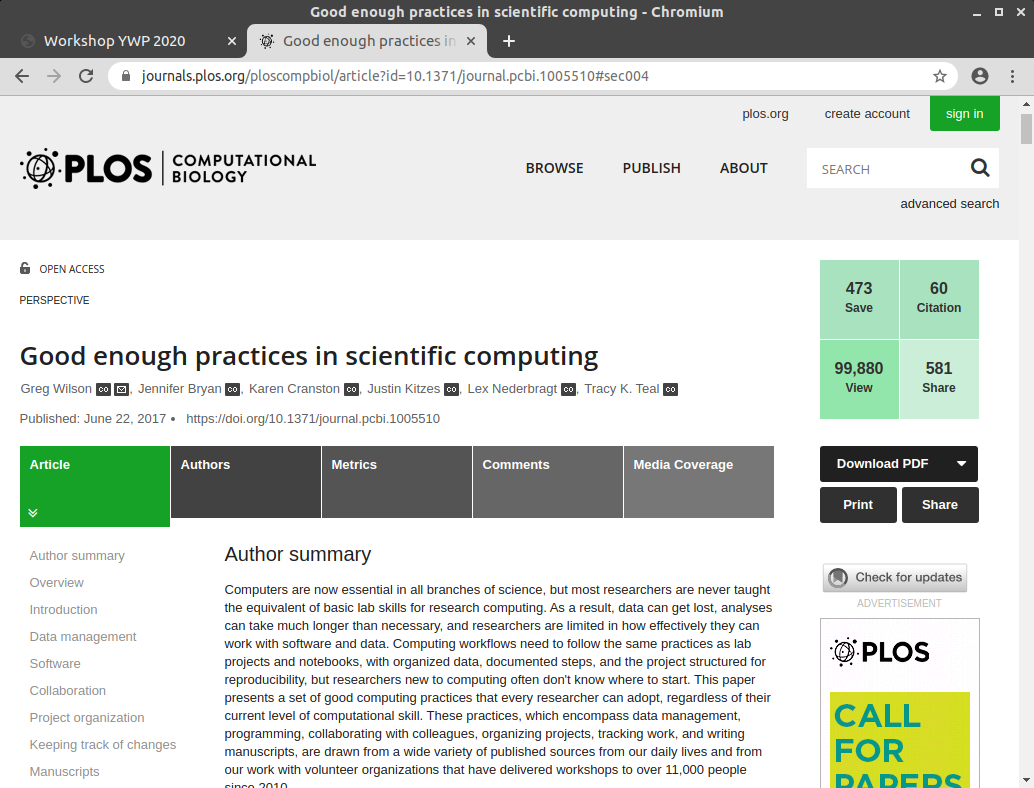 Good enough practices in scientific computing - Chromium
Workshop YWP 2020
Good enough practices in
journals.plos.org/ploscompbiol/article?id=10.1371/journal.pcbi.1005510#sec004
plos.org
create account
sign in
PLOS
COMPUTATIONAL
BIOLOGY
BROWSE
PUBLISH
ABOUT
SEARCH
advanced search
OPEN ACCESS
PERSPECTIVE
473
Save
60
Citation
99,880
View
581
Share
Good enough practices in scientific computing
Greg Wilson co, Jennifer Bryan co, Karen Cranston co, Justin Kitzes co, Lex Nederbragt co, Tracy K. Teal co
Published: June 22, 2017 • https://doi.org/10.1371/journal.pcbi.1005510
Article
Authors
Metrics
Comments
Media Coverage
Download PDF
Print
Share
Author summary
Overview
Introduction
Data management
Software
Collaboration
Project organization
Keeping track of changes
Manuscripts
Author summary
Computers are now essential in all branches of science, but most researchers are never taught
the equivalent of basic lab skills for research computing. As a result, data can get lost, analyses
can take much longer than necessary, and researchers are limited in how effectively they can
work with software and data. Computing workflows need to follow the same practices as lab
projects and notebooks, with organized data, documented steps, and the project structured for
reproducibility, but researchers new to computing often don't know where to start. This paper
presents a set of good computing practices that every researcher can adopt, regardless of their
current level of computational skill. These practices, which encompass data management,
programming, collaborating with colleagues, organizing projects, tracking work, and writing
manuscripts, are drawn from a wide variety of published sources from our daily lives and from
our work with volunteer organizations that have delivered workshops to over 11,000 people
since 2010.
Check for updates
ADVERTISEMENT
PLOS
CALL
FOR
PAPERS